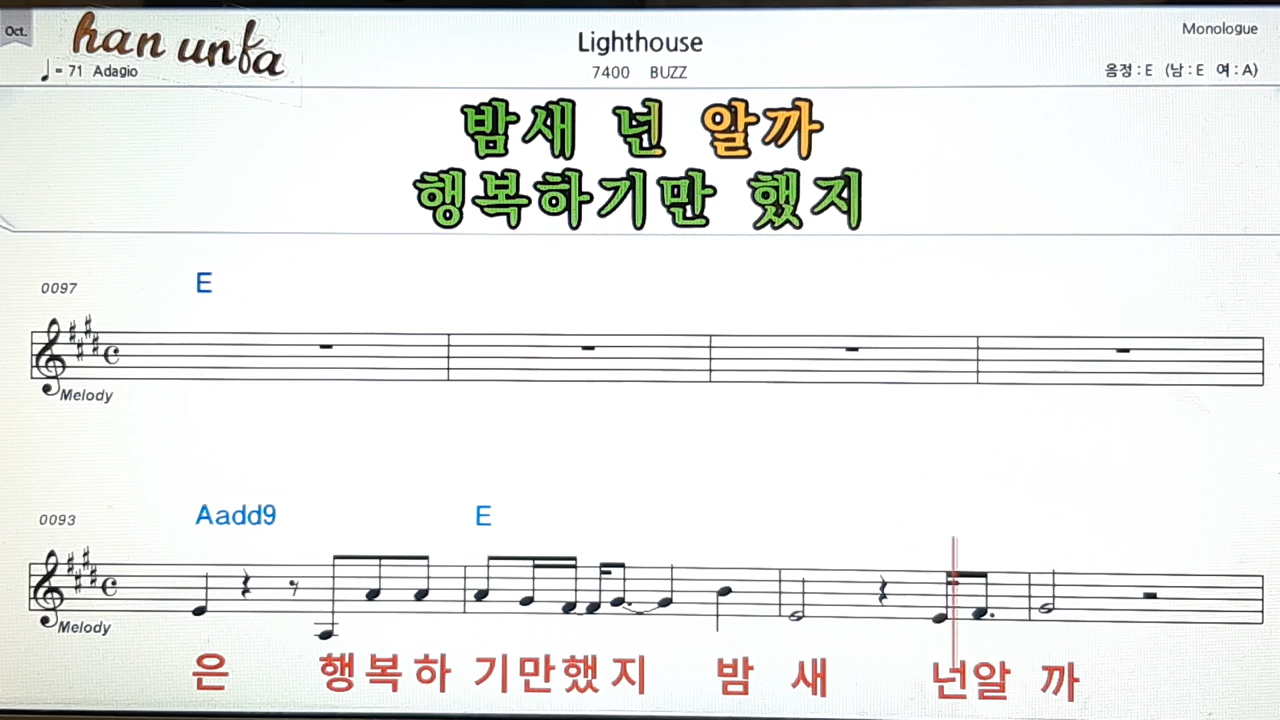 Oct.
han unfa
Lighthouse
Monologue
= 71 Adagio
7400 BUZZ
음정 : E (남 : E 여 : A)
밤새 넌 알까
행복하기만 했지
0097
E
Melody
0093
Aadd9
E
Melody
은 행복하 기만했지 밤 새 넌알 까